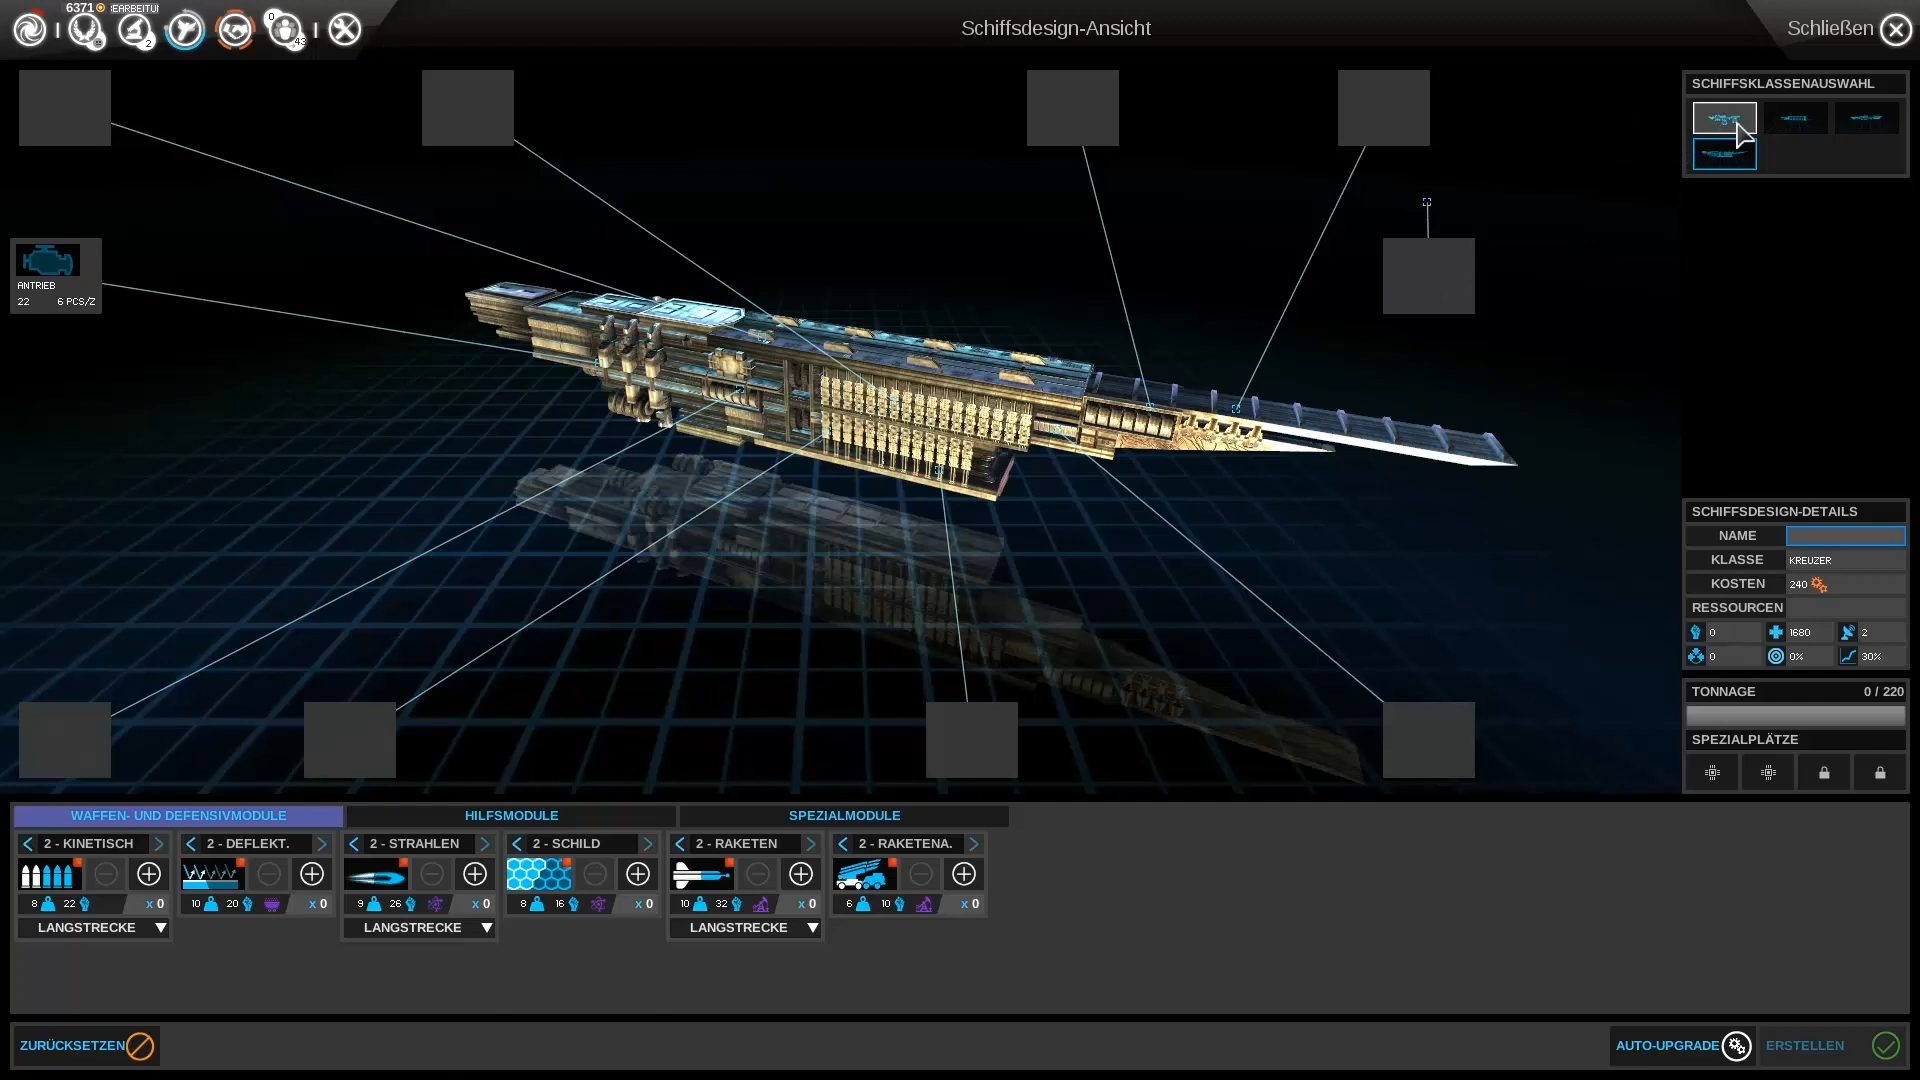 6371
2
0
43
Schiffsdesign-Ansicht
Schließen
SCHIFFSKLASSENAUSWAHL
ANTRIEB
22 6 PCS/Z
SCHIFFSDESIGN-DETAILS
NAME
KLASSE KREUZER
KOSTEN 240
RESSOURCEN
0 1680 2
0 0% 30%
TONNAGE 0 / 220
SPEZIALPLÄTZE
WAFFEN- UND DEFENSIVMODULE HILFSMODULE SPEZIALMODULE
2 - KINETISCH 2 - DEFLEKT. 2 - STRAHLEN 2 - SCHILD 2 - RAKETEN 2 - RAKETENA.
8 22 x 0 10 20 x 0 9 26 x 0 8 16 x 0 10 32 x 0 6 10 x 0
LANGSTRECKE LANGSTRECKE LANGSTRECKE
ZURÜCKSETZEN AUTO-UPGRADE ERSTELLEN